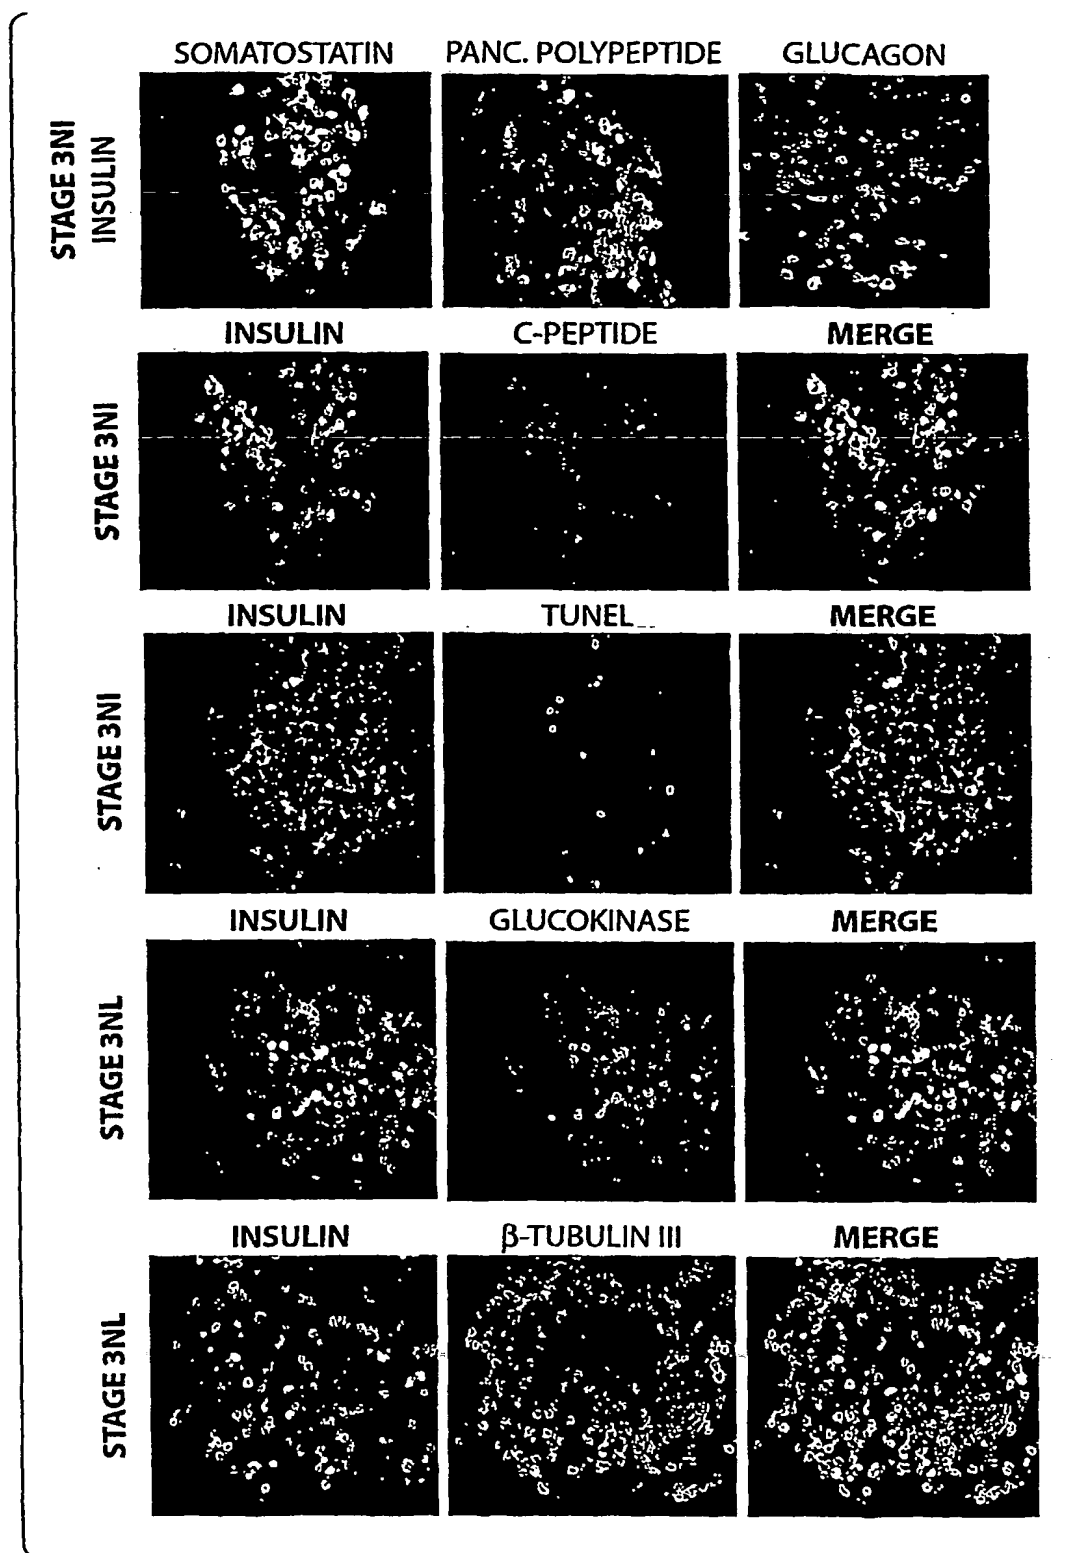 SOMATOSTATIN PANC. POLYPEPTIDE GLUCAGON
STAGE 3NI
INSULIN
INSULIN C-PEPTIDE MERGE
STAGE 3NI
INSULIN TUNEL MERGE
STAGE 3NI
INSULIN GLUCOKINASE MERGE
STAGE 3NL
INSULIN β-TUBULIN III MERGE
STAGE 3NL